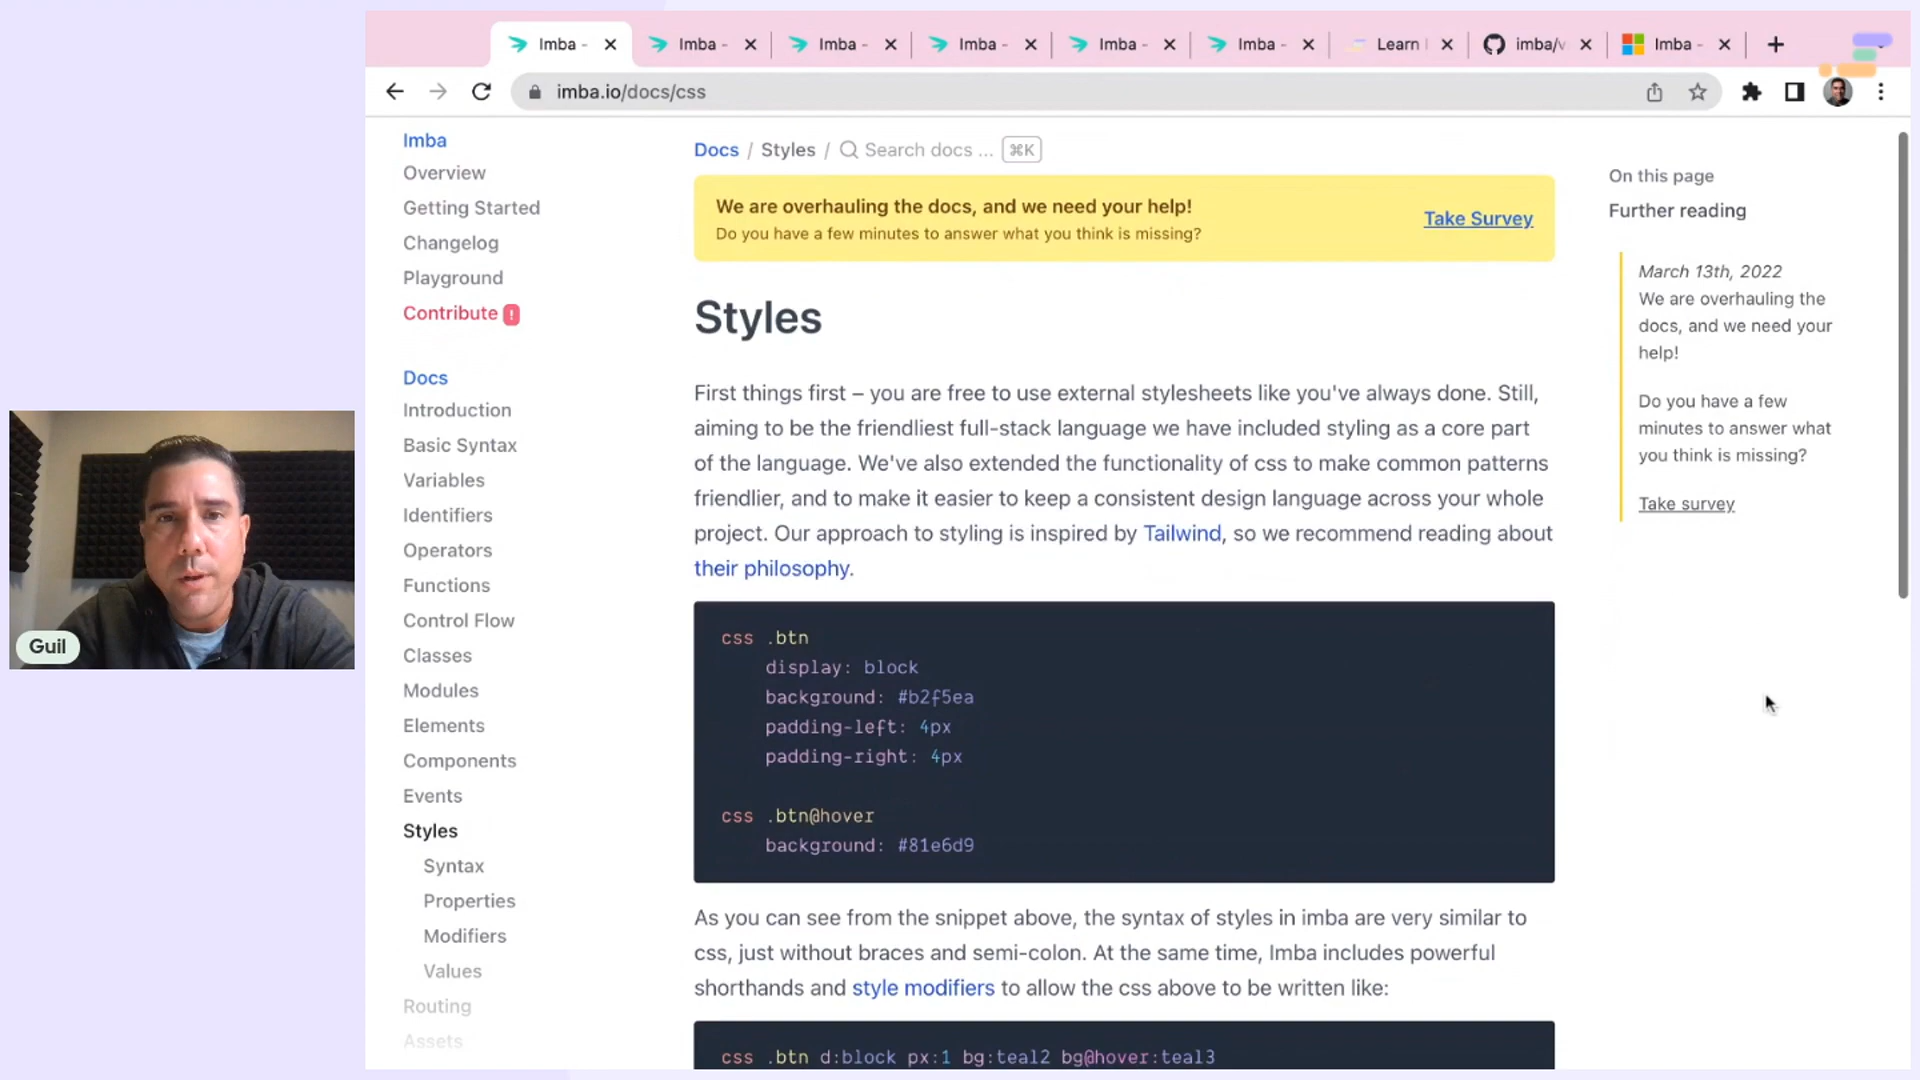 Imba -
Imba -
Imba -
Imba -
Imba -
Imba -
Learn
imba/v
Imba -
imba.io/docs/css
Imba
Overview
Getting Started
Changelog
Playground
Contribute !
Docs
Introduction
Basic Syntax
Variables
Identifiers
Operators
Functions
Control Flow
Classes
Modules
Elements
Components
Events
Styles
Syntax
Properties
Modifiers
Values
Routing
Assets
Docs / Styles / Search docs ... ⌘K
We are overhauling the docs, and we need your help!
Do you have a few minutes to answer what you think is missing?
Take Survey
Styles
First things first – you are free to use external stylesheets like you've always done. Still,
aiming to be the friendliest full-stack language we have included styling as a core part
of the language. We've also extended the functionality of css to make common patterns
friendlier, and to make it easier to keep a consistent design language across your whole
project. Our approach to styling is inspired by Tailwind, so we recommend reading about
their philosophy.
css .btn
display: block
background: #b2f5ea
padding-left: 4px
padding-right: 4px
css .btn@hover
background: #81e6d9
As you can see from the snippet above, the syntax of styles in imba are very similar to
css, just without braces and semi-colon. At the same time, Imba includes powerful
shorthands and style modifiers to allow the css above to be written like:
css .btn d:block px:1 bg:teal2 bg@hover:teal3
On this page
Further reading
March 13th, 2022
We are overhauling the
docs, and we need your
help!
Do you have a few
minutes to answer what
you think is missing?
Take survey
Guil